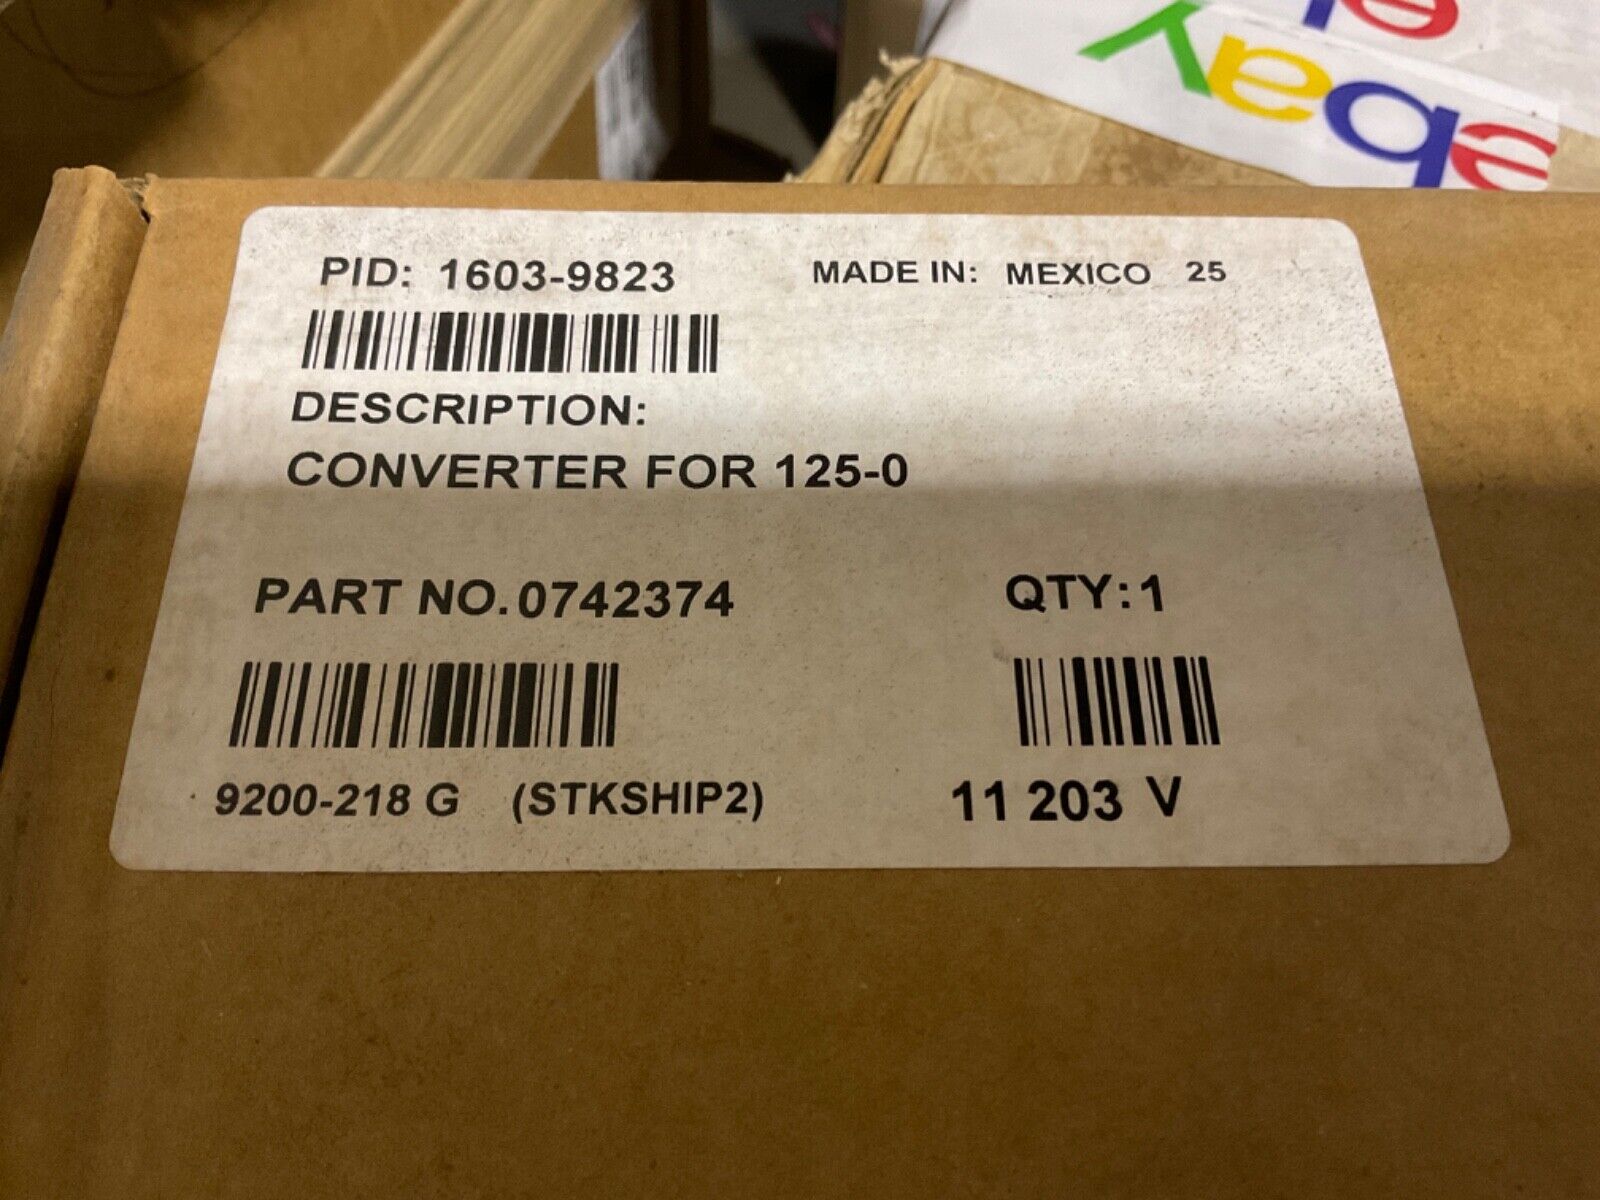 ebay
PID: 1603-9823
MADE IN: MEXICO 25
DESCRIPTION:
CONVERTER FOR 125-0
PART NO. 0742374
QTY: 1
9200-218 G (STKSHIP2)
11 203 V